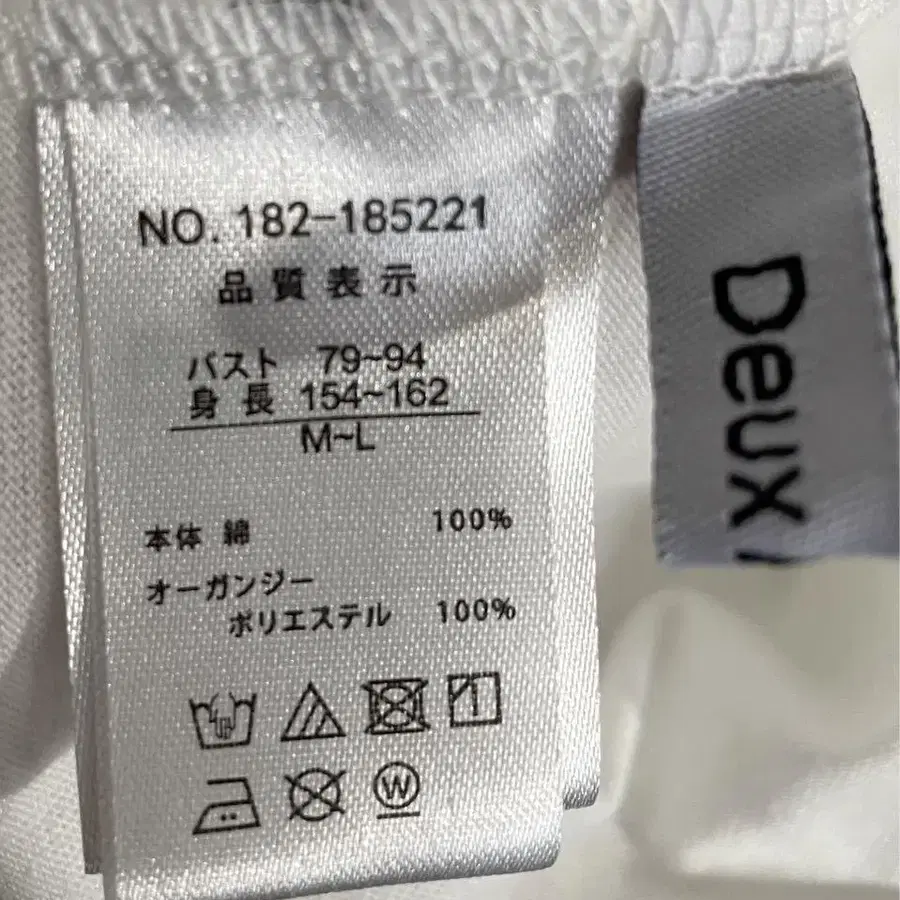 NO. 182-185221
品質表示
バスト 79~94
身長 154~162
M~L
本体 綿 100%
オーガンジー
ポリエステル 100%
W
Deux